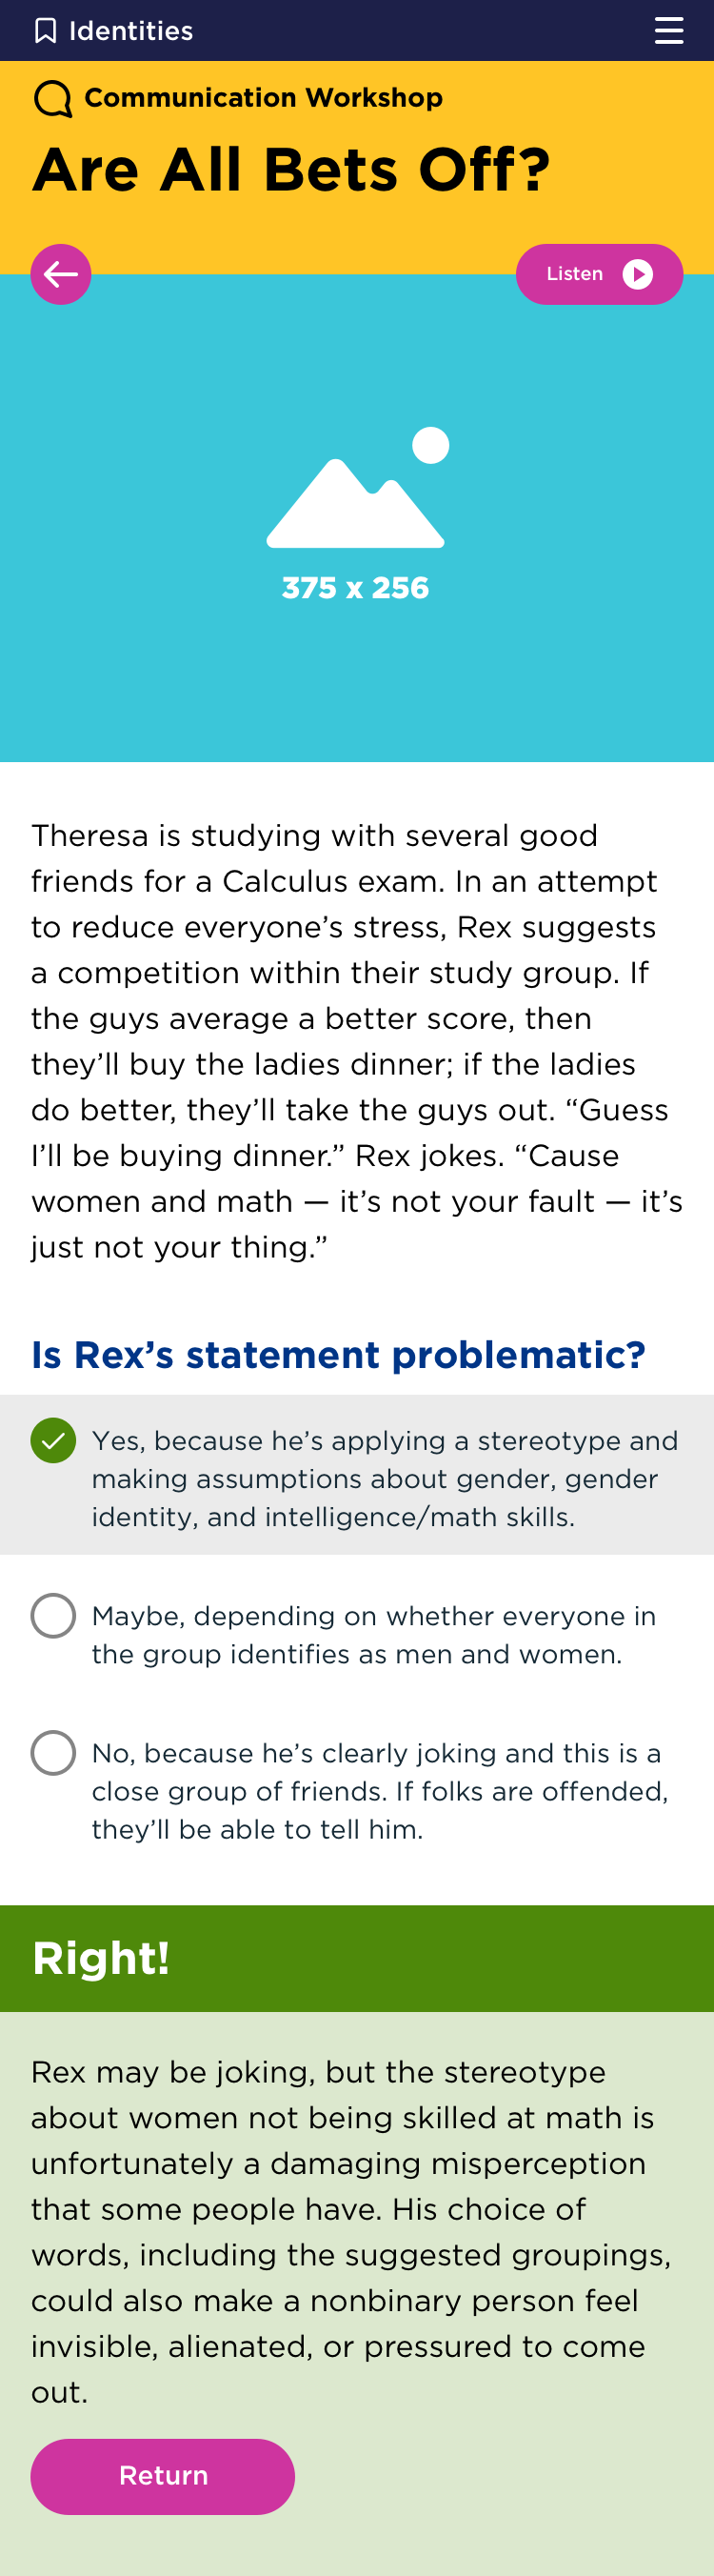 Identities
Communication Workshop
Are All Bets Off?
Listen
375 x 256
Theresa is studying with several good
friends for a Calculus exam. In an attempt
to reduce everyone’s stress, Rex suggests
a competition within their study group. If
the guys average a better score, then
they’ll buy the ladies dinner; if the ladies
do better, they’ll take the guys out. “Guess
I’ll be buying dinner.” Rex jokes. “Cause
women and math — it’s not your fault — it’s
just not your thing.”
Is Rex’s statement problematic?
Yes, because he’s applying a stereotype and
making assumptions about gender, gender
identity, and intelligence/math skills.
Maybe, depending on whether everyone in
the group identifies as men and women.
No, because he’s clearly joking and this is a
close group of friends. If folks are offended,
they’ll be able to tell him.
Right!
Rex may be joking, but the stereotype
about women not being skilled at math is
unfortunately a damaging misperception
that some people have. His choice of
words, including the suggested groupings,
could also make a nonbinary person feel
invisible, alienated, or pressured to come
out.
Return